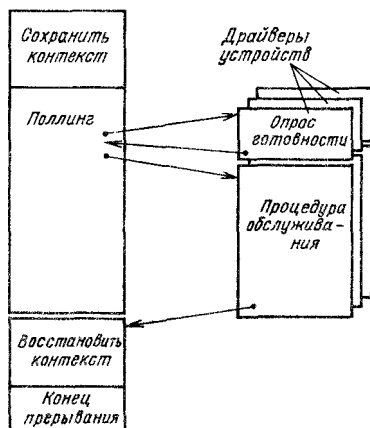 Сохранить
контекст
Поллинг
Восстановить
контекст
Конец
прерывания
Драйверы
устройств
Опрос
готовности
Процедура
обслужива-
ния